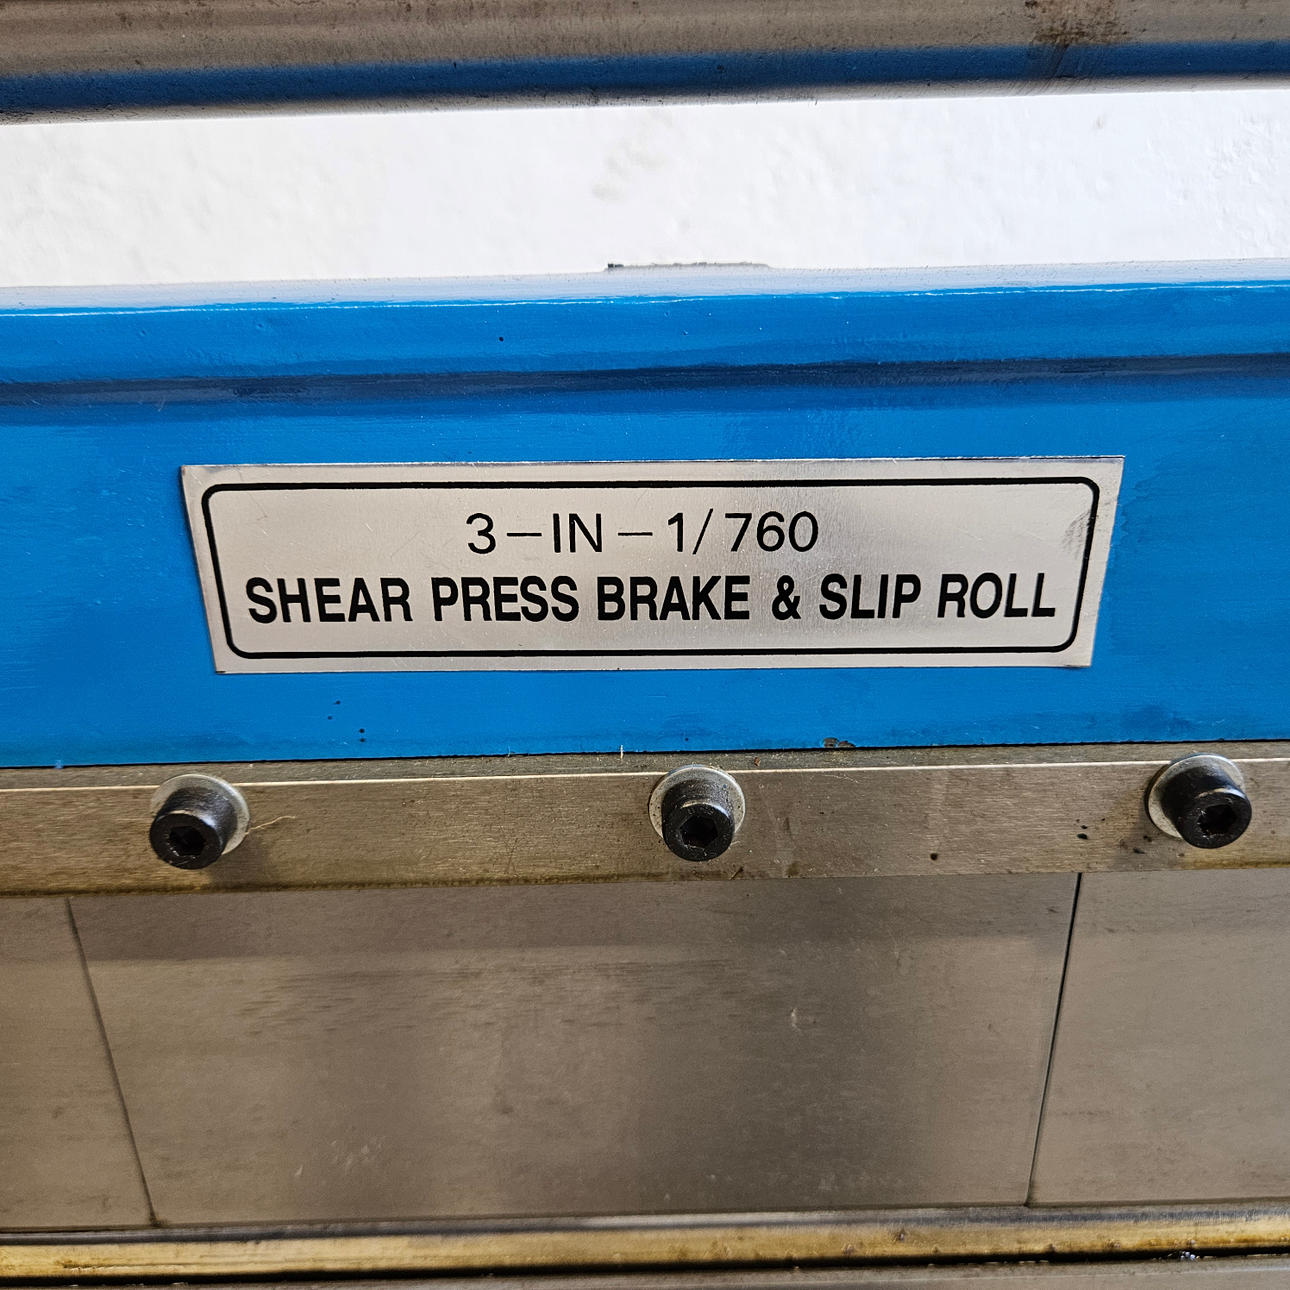 3-IN-1/760
SHEAR PRESS BRAKE & SLIP ROLL